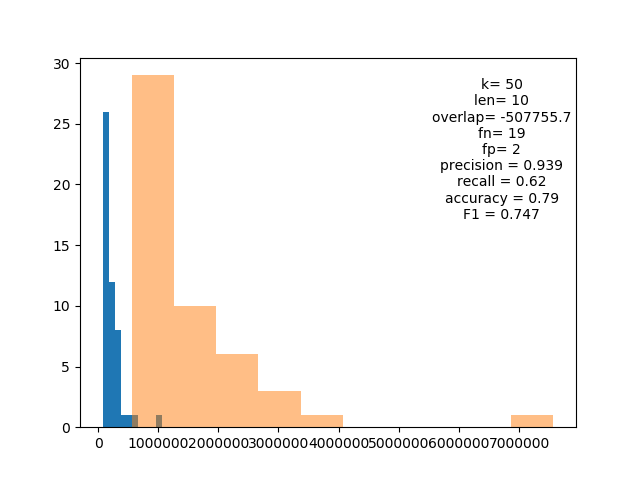 30
25
20
15
10
5
0
k= 50
len= 10
overlap= -507755.7
fn= 19
fp= 2
precision = 0.939
recall = 0.62
accuracy = 0.79
F1 = 0.747
0 1000000 2000000 3000000 4000000 5000000 6000000 7000000